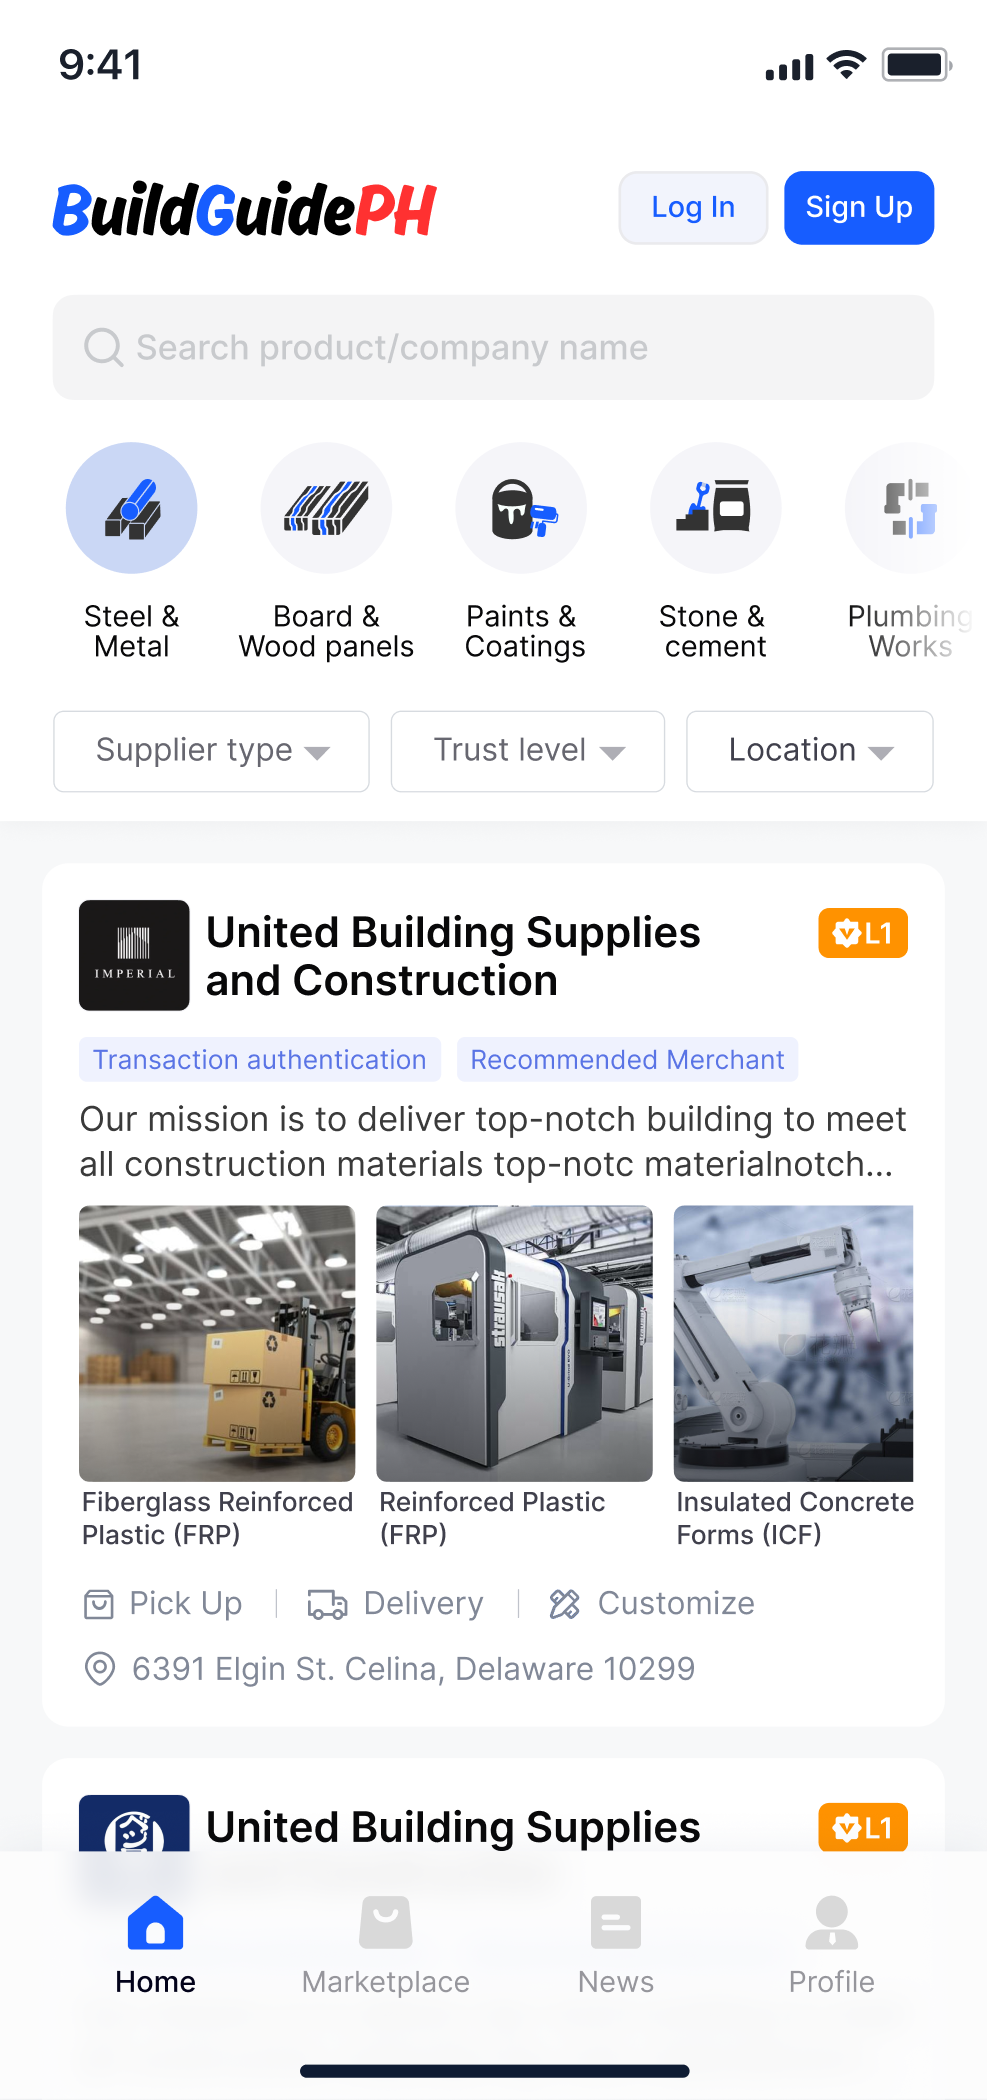 9:41
BuildGuidePH
Log In
Sign Up
Search product/company name
Steel &
Metal
Board &
Wood panels
Paints &
Coatings
Stone &
cement
Plumbing
Works
Supplier type
Trust level
Location
IMPERIAL
United Building Supplies
and Construction
L1
Transaction authentication
Recommended Merchant
Our mission is to deliver top-notch building to meet
all construction materials top-notc materialnotch...
strausak
Fiberglass Reinforced
Plastic (FRP)
Reinforced Plastic
(FRP)
Insulated Concrete
Forms (ICF)
Pick Up
Delivery
Customize
6391 Elgin St. Celina, Delaware 10299
United Building Supplies
L1
Home
Marketplace
News
Profile